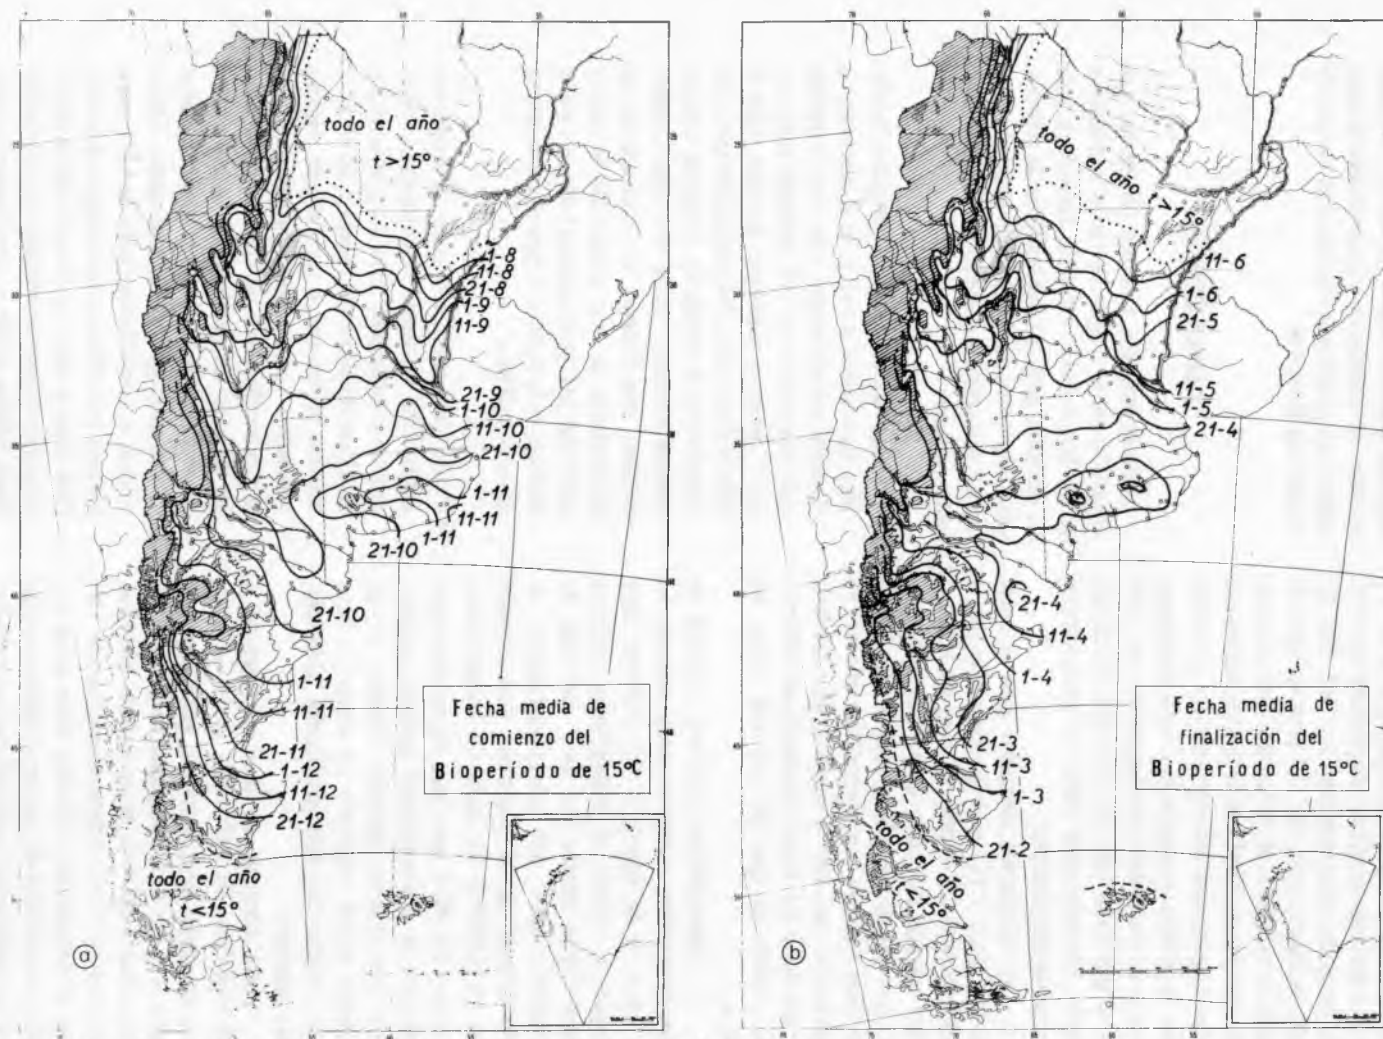 todo el año
t > 15°
1-8
11-8
21-8
1-9
11-9
21-9
1-10
11-10
21-10
1-11
11-11
1-11
21-10
21-10
1-11
11-11
21-11
1-12
11-12
21-12
Fecha media de
comienzo del
Bioperíodo de 15°C
todo el año
t < 15°
a
todo el año
t > 15°
11-6
1-6
21-5
11-5
1-5
21-4
21-4
11-4
1-4
21-3
11-3
1-3
21-2
Fecha media de
finalización del
Bioperíodo de 15°C
todo el año
t < 15°
b